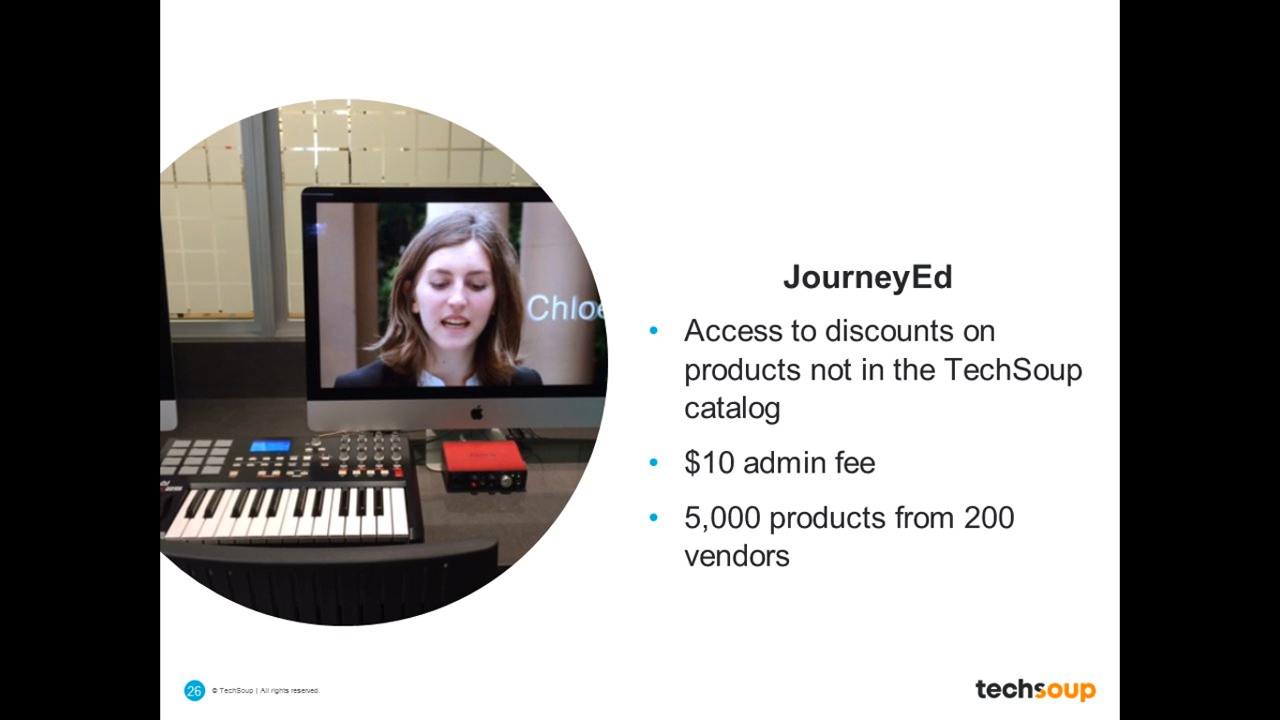 Chloe
JourneyEd
• Access to discounts on
products not in the TechSoup
catalog
• $10 admin fee
• 5,000 products from 200
vendors
26
© TechSoup | All rights reserved.
techsoup